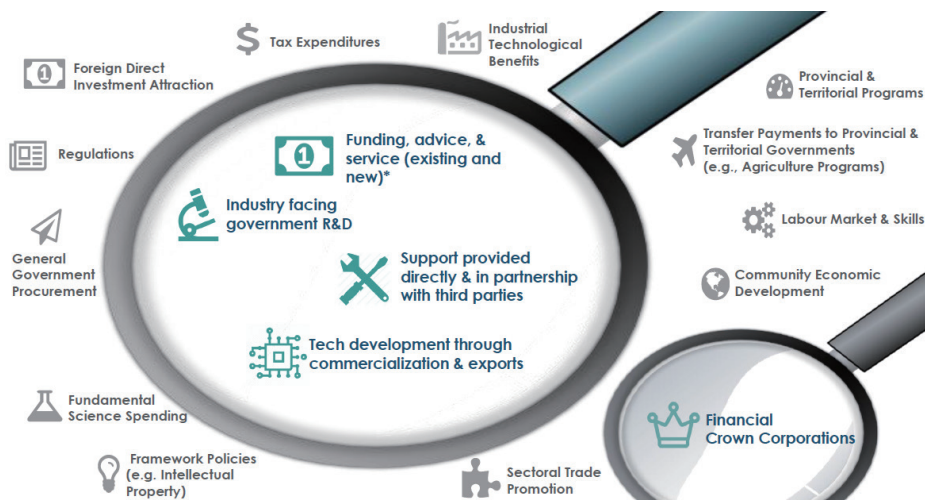 Tax Expenditures
Industrial
Technological
Benefits
Foreign Direct
Investment Attraction
Provincial &
Territorial Programs
Regulations
Funding, advice, &
service (existing and
new)*
Transfer Payments to Provincial &
Territorial Governments
(e.g., Agriculture Programs)
Industry facing
government R&D
Labour Market & Skills
General
Government
Procurement
Support provided
directly & in partnership
with third parties
Community Economic
Development
Tech development through
commercialization & exports
Fundamental
Science Spending
Financial
Crown Corporations
Framework Policies
(e.g. Intellectual
Property)
Sectoral Trade
Promotion